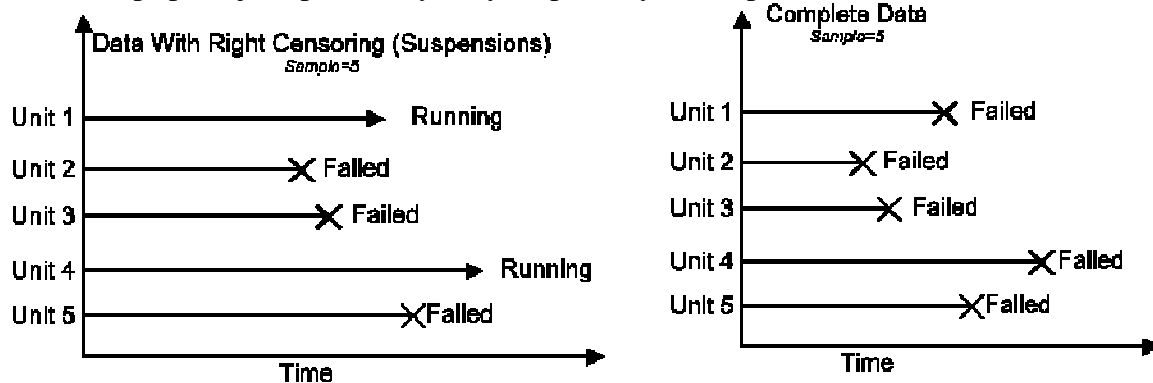 Data With Right Censoring (Suspensions)
Sample=5
Unit 1
Running
Unit 2
Failed
Unit 3
Failed
Unit 4
Running
Unit 5
Failed
Time
Complete Data
Sample=5
Unit 1
Failed
Unit 2
Failed
Unit 3
Failed
Unit 4
Failed
Unit 5
Failed
Time